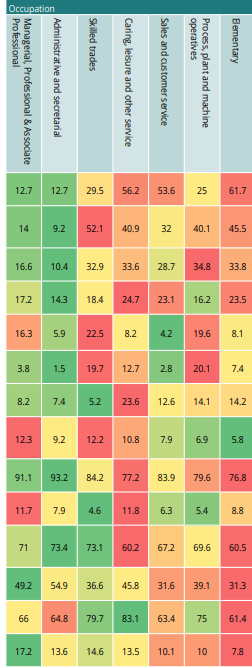 Occupation
Managerial, Professional & Associate
Professional
Administrative and secretarial
Skilled trades
Caring, leisure and other service
Sales and customer service
Process, plant and machine
operatives
Elementary
12.7 12.7 29.5 56.2 53.6 25 61.7
14 9.2 52.1 40.9 32 40.1 45.5
16.6 10.4 32.9 33.6 28.7 34.8 33.8
17.2 14.3 18.4 24.7 23.1 16.2 23.5
16.3 5.9 22.5 8.2 4.2 19.6 8.1
3.8 1.5 19.7 12.7 2.8 20.1 7.4
8.2 7.4 5.2 23.6 12.6 14.1 14.2
12.3 9.2 12.2 10.8 7.9 6.9 5.8
91.1 93.2 84.2 77.2 83.9 79.6 76.8
11.7 7.9 4.6 11.8 6.3 5.4 8.8
71 73.4 73.1 60.2 67.2 69.6 60.5
49.2 54.9 36.6 45.8 31.6 39.1 31.3
66 64.8 79.7 83.1 63.4 75 61.4
17.2 13.6 14.6 13.5 10.1 10 7.8